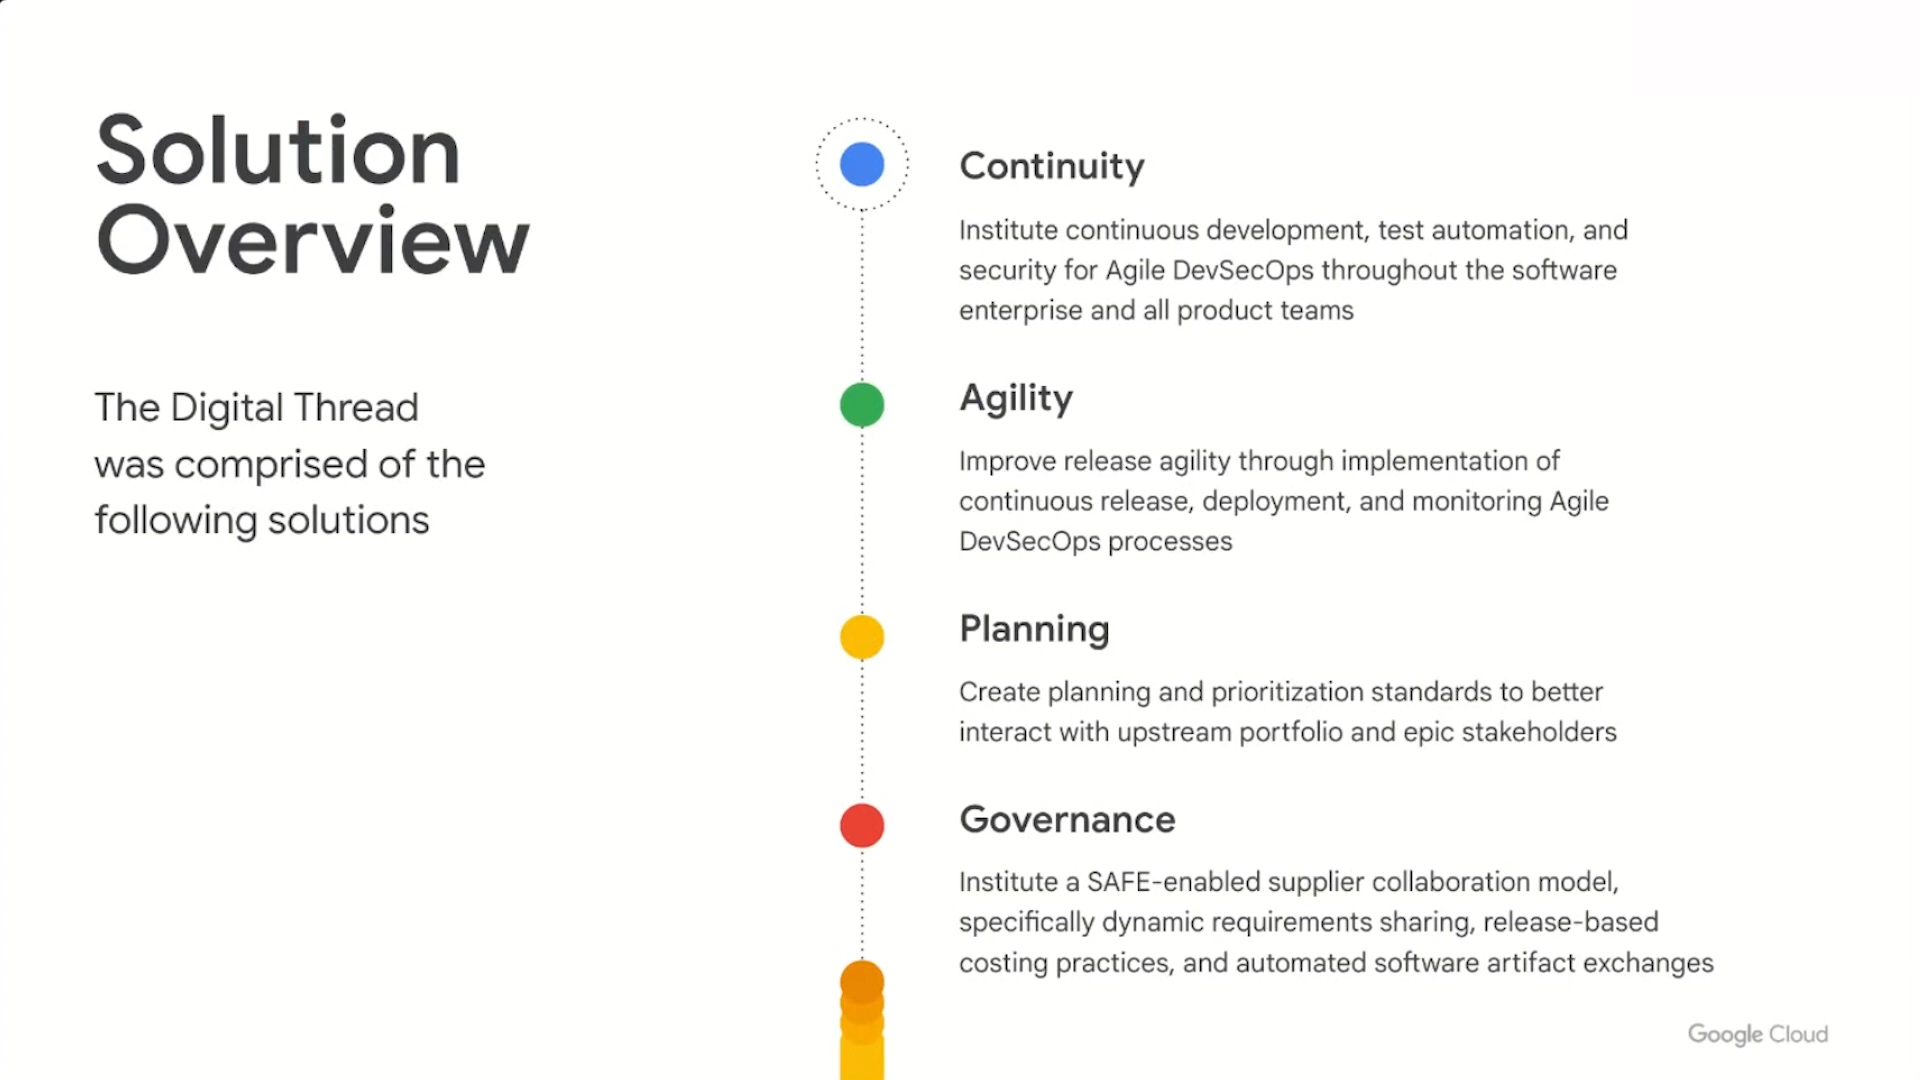 Solution
Overview
The Digital Thread
was comprised of the
following solutions
Continuity
Institute continuous development, test automation, and
security for Agile DevSecOps throughout the software
enterprise and all product teams
Agility
Improve release agility through implementation of
continuous release, deployment, and monitoring Agile
DevSecOps processes
Planning
Create planning and prioritization standards to better
interact with upstream portfolio and epic stakeholders
Governance
Institute a SAFE-enabled supplier collaboration model,
specifically dynamic requirements sharing, release-based
costing practices, and automated software artifact exchanges
Google Cloud